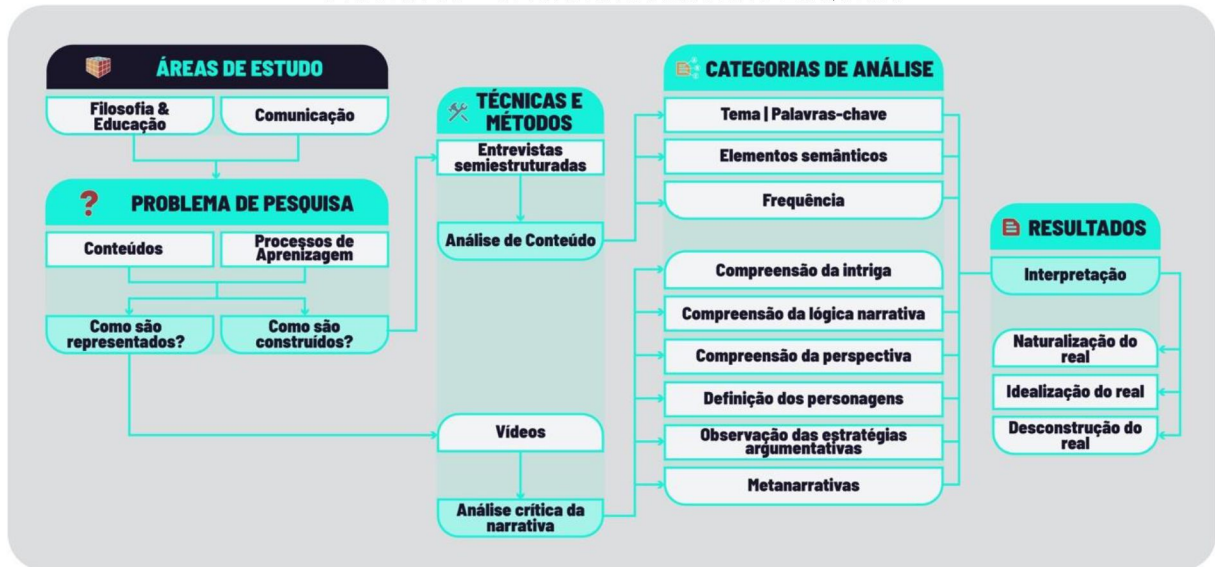 ÁREAS DE ESTUDO
Filosofia &
Educação
Comunicação
PROBLEMA DE PESQUISA
Conteúdos
Processos de
Aprenizagem
Como são
representados?
Como são
construídos?
TÉCNICAS E
MÉTODOS
Entrevistas
semiestruturadas
Análise de Conteúdo
Vídeos
Análise crítica da
narrativa
CATEGORIAS DE ANÁLISE
Tema | Palavras-chave
Elementos semânticos
Frequência
Compreensão da intriga
Compreensão da lógica narrativa
Compreensão da perspectiva
Definição dos personagens
Observação das estratégias
argumentativas
Metanarrativas
RESULTADOS
Interpretação
Naturalização do
real
Idealização do real
Desconstrução do
real